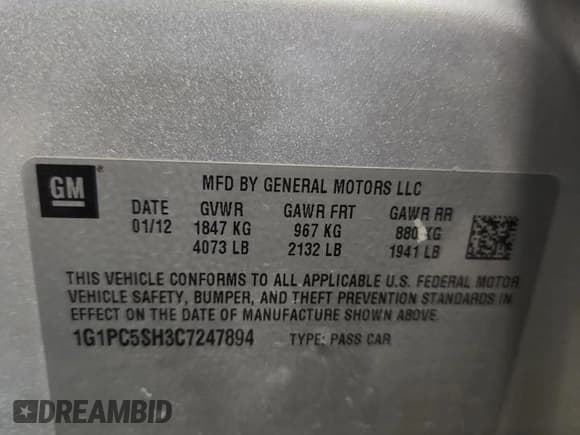 GM ®
MFD BY GENERAL MOTORS LLC
DATE GVWR GAWR FRT GAWR RR
01/12 1847 KG 967 KG 880 KG
4073 LB 2132 LB 1941 LB
THIS VEHICLE CONFORMS TO ALL APPLICABLE U.S. FEDERAL MOTOR
VEHICLE SAFETY, BUMPER, AND THEFT PREVENTION STANDARDS IN
EFFECT ON THE DATE OF MANUFACTURE SHOWN ABOVE.
1G1PC5SH3C7247894 TYPE: PASS CAR
DREAMBID